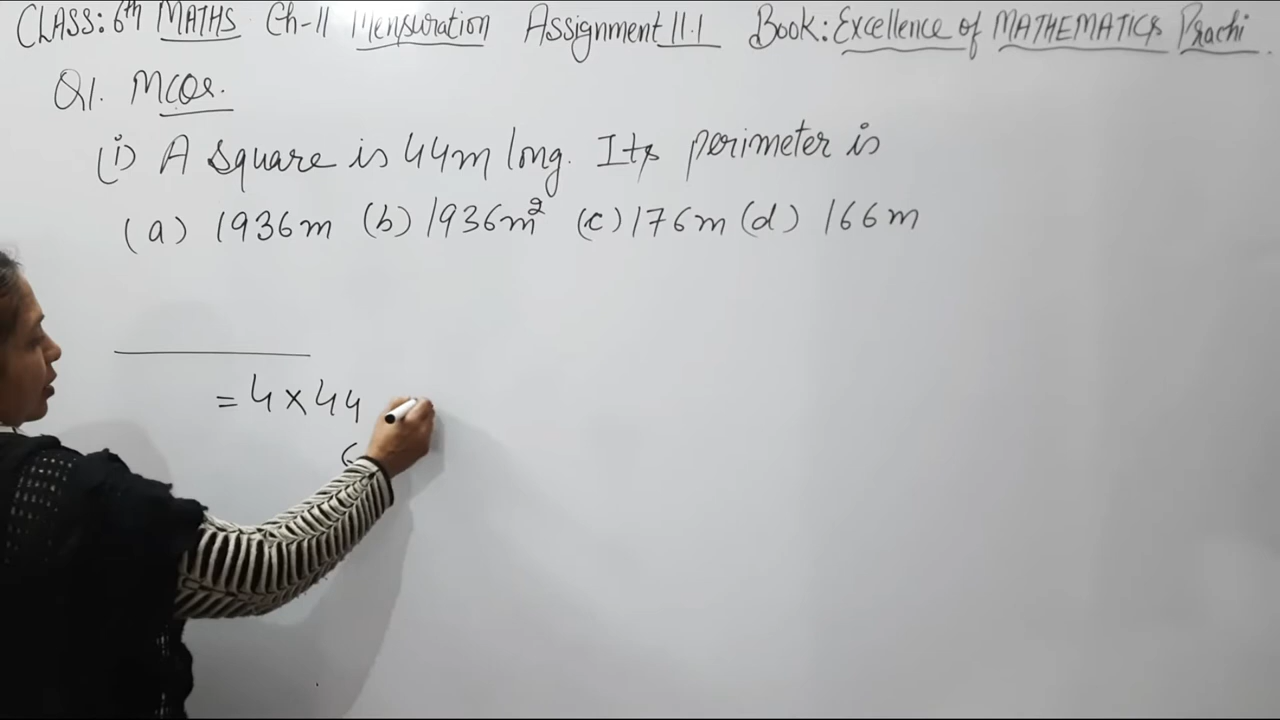 CLASS: 6th MATHS Ch-11 Mensuration Assignment 11.1 Book: Excellence of MATHEMATICS Prachi
Q1. MCQs.
(i) A square is 44m long. Its perimeter is
(a) 1936m (b) 1936m² (c) 176m (d) 166m
= 4 × 44